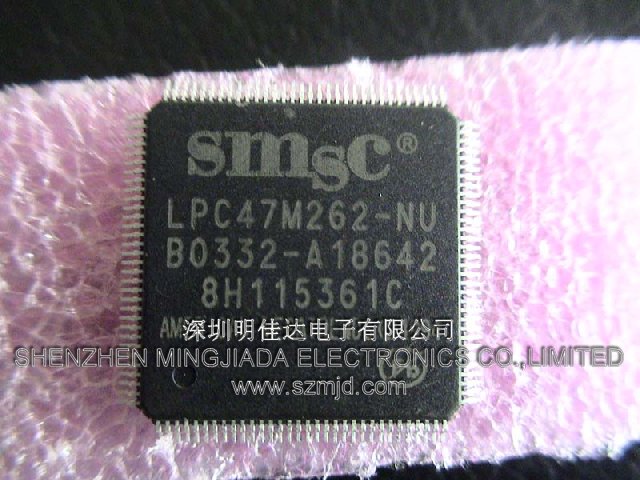 smsc®
LPC47M262-NU
B0332-A18642
8H115361C
深圳明佳达电子有限公司
SHENZHEN MINGJIADA ELECTRONICS CO.,LIMITED
www.szmjd.com